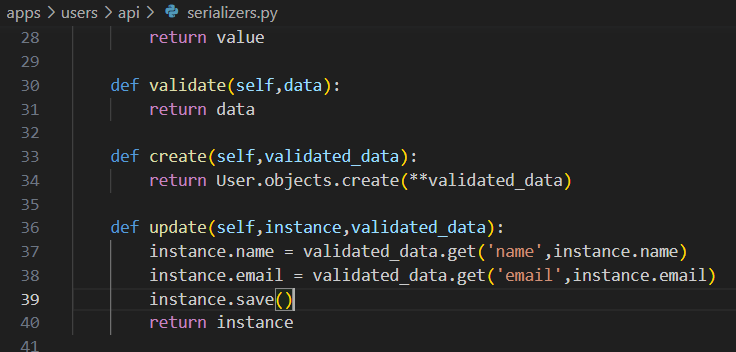 apps > users > api > serializers.py
28 return value
29
30 def validate(self,data):
31 return data
32
33 def create(self,validated_data):
34 return User.objects.create(**validated_data)
35
36 def update(self,instance,validated_data):
37 instance.name = validated_data.get('name',instance.name)
38 instance.email = validated_data.get('email',instance.email)
39 instance.save()
40 return instance
41